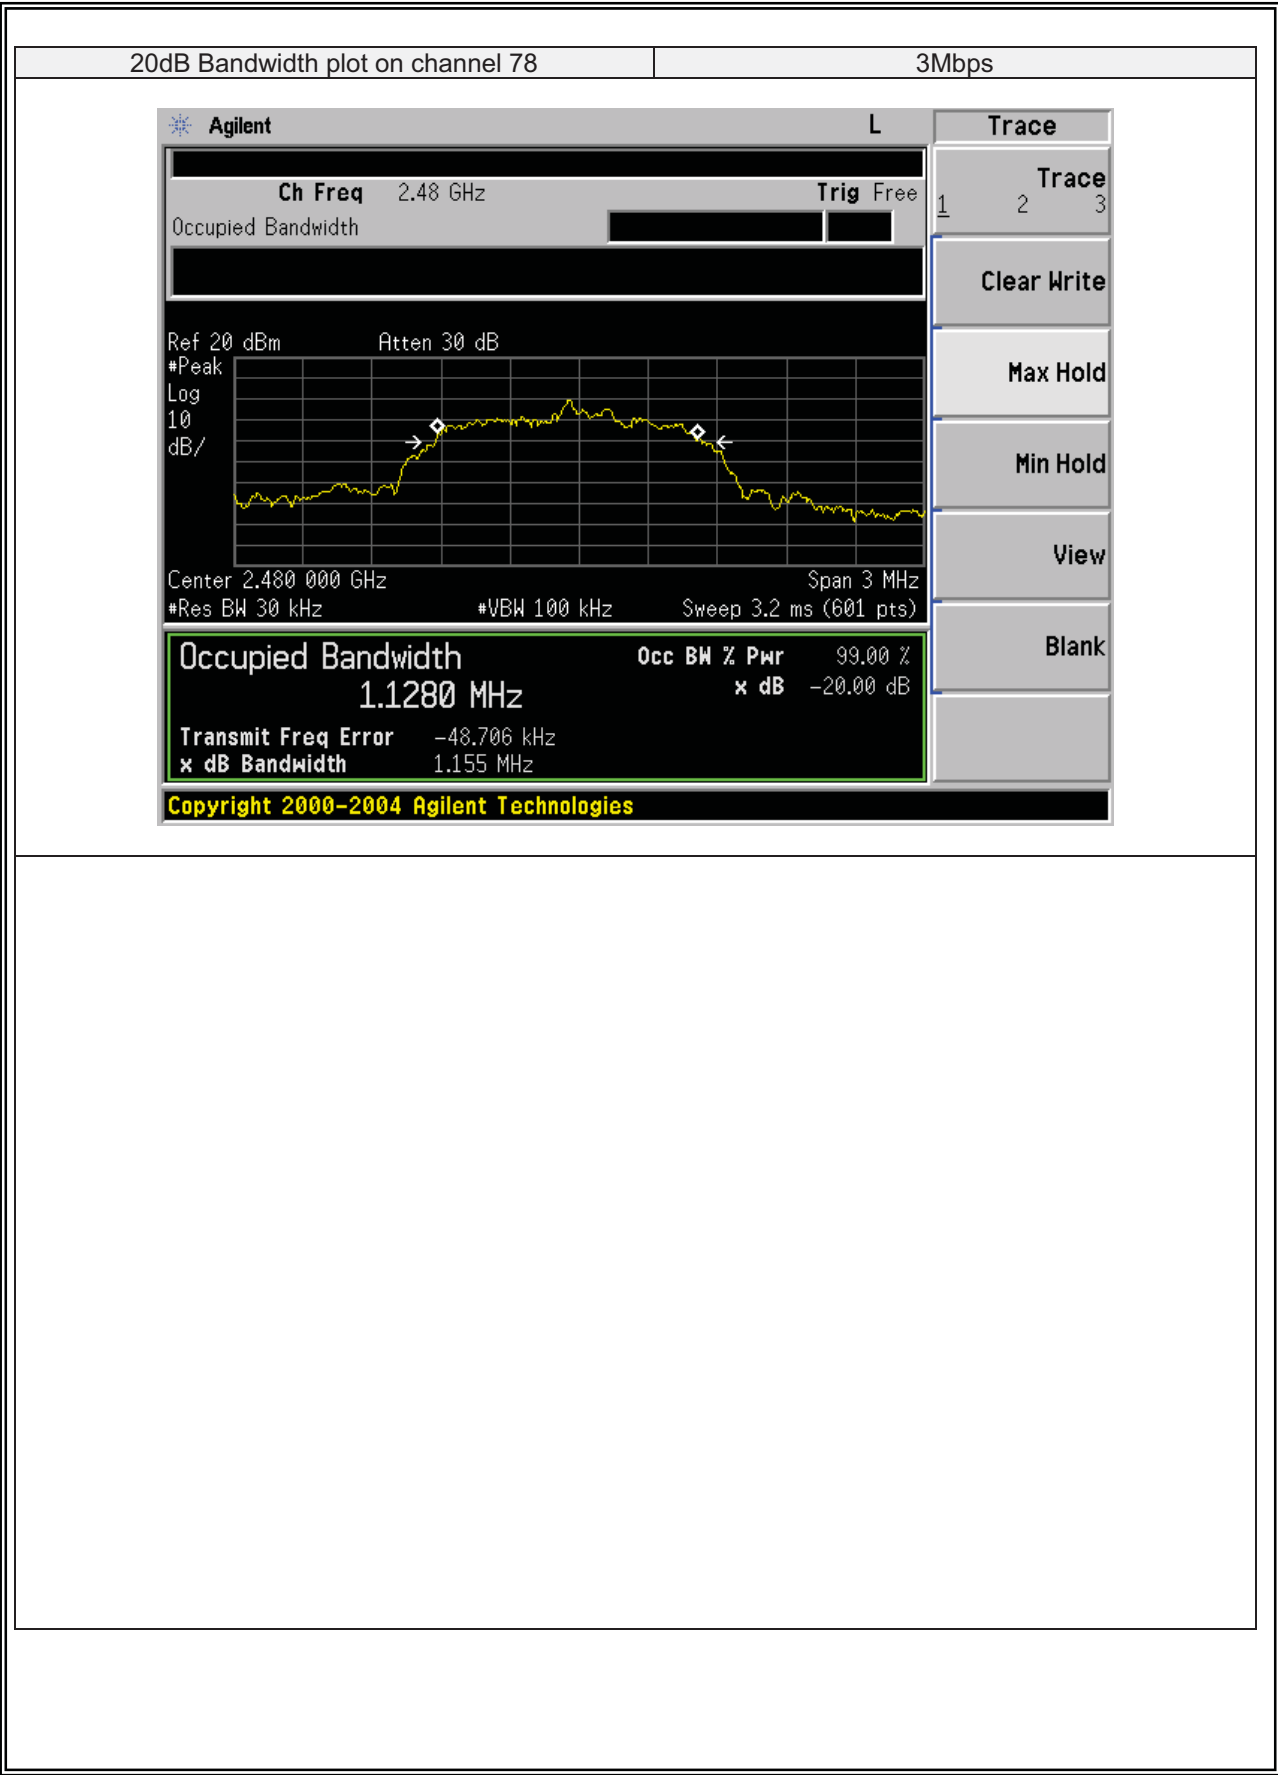 20dB Bandwidth plot on channel 78 3Mbps
Agilent L Trace
Ch Freq 2.48 GHz Trig Free
Occupied Bandwidth
Trace
1 2 3
Clear Write
Max Hold
Min Hold
View
Blank
Ref 20 dBm Atten 30 dB
#Peak
Log
10
dB/
Center 2.480 000 GHz Span 3 MHz
#Res BW 30 kHz #VBW 100 kHz Sweep 3.2 ms (601 pts)
Occupied Bandwidth Occ BW % Pwr 99.00 %
1.1280 MHz x dB -20.00 dB
Transmit Freq Error -48.706 kHz
x dB Bandwidth 1.155 MHz
Copyright 2000-2004 Agilent Technologies